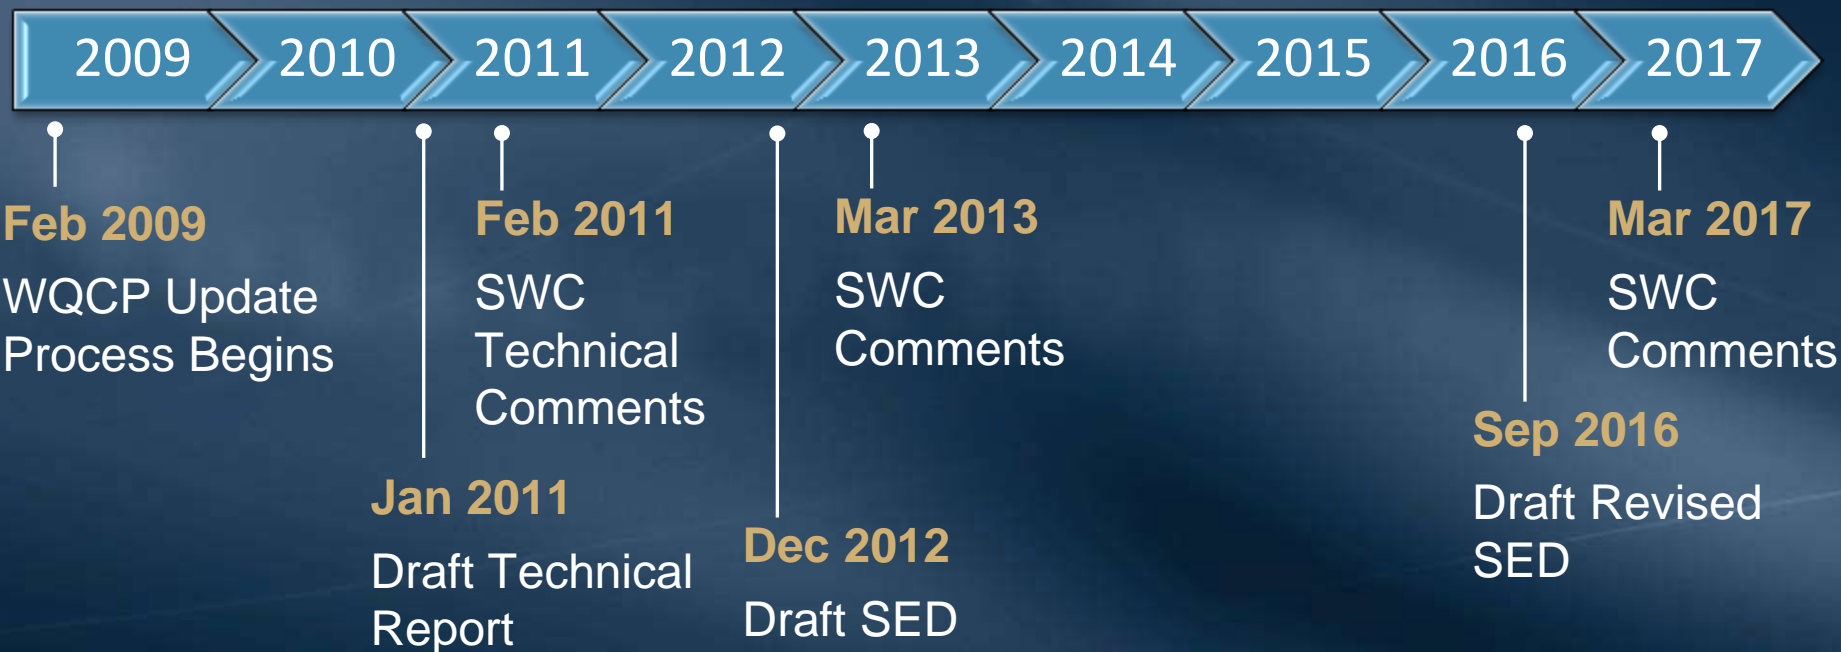 2009 2010 2011 2012 2013 2014 2015 2016 2017
Feb 2009
WQCP Update
Process Begins
Jan 2011
Draft Technical
Report
Feb 2011
SWC
Technical
Comments
Dec 2012
Draft SED
Mar 2013
SWC
Comments
Sep 2016
Draft Revised
SED
Mar 2017
SWC
Comments